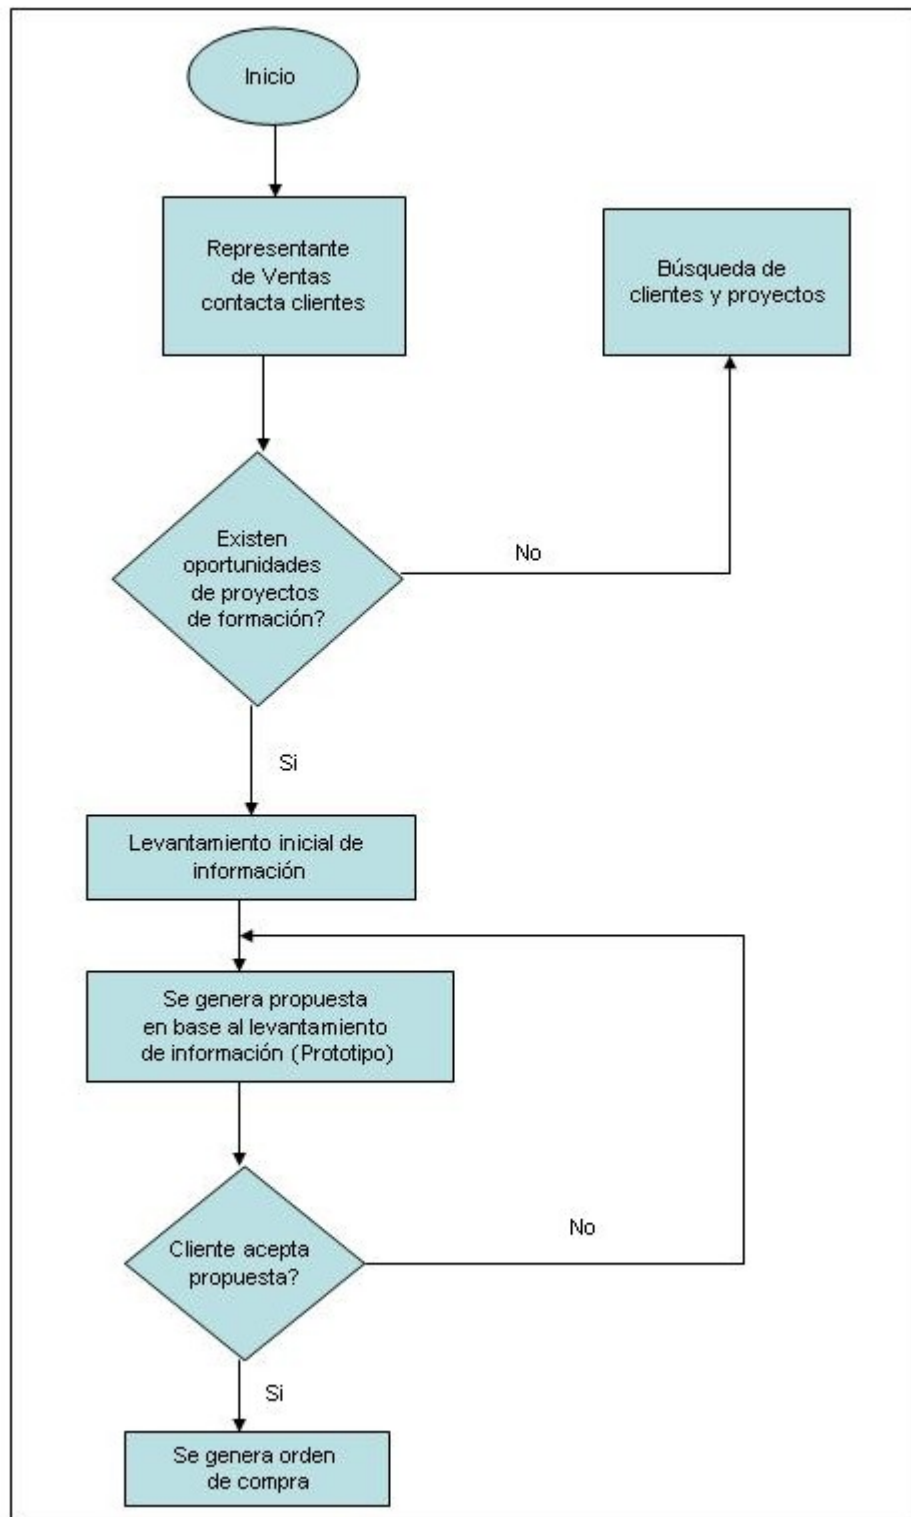 Inicio
Representante
de Ventas
contacta clientes
Búsqueda de
clientes y proyectos
Existen
oportunidades
de proyectos
de formación?
No
Si
Levantamiento inicial de
información
Se genera propuesta
en base al levantamiento
de información (Prototipo)
Cliente acepta
propuesta?
No
Si
Se genera orden
de compra